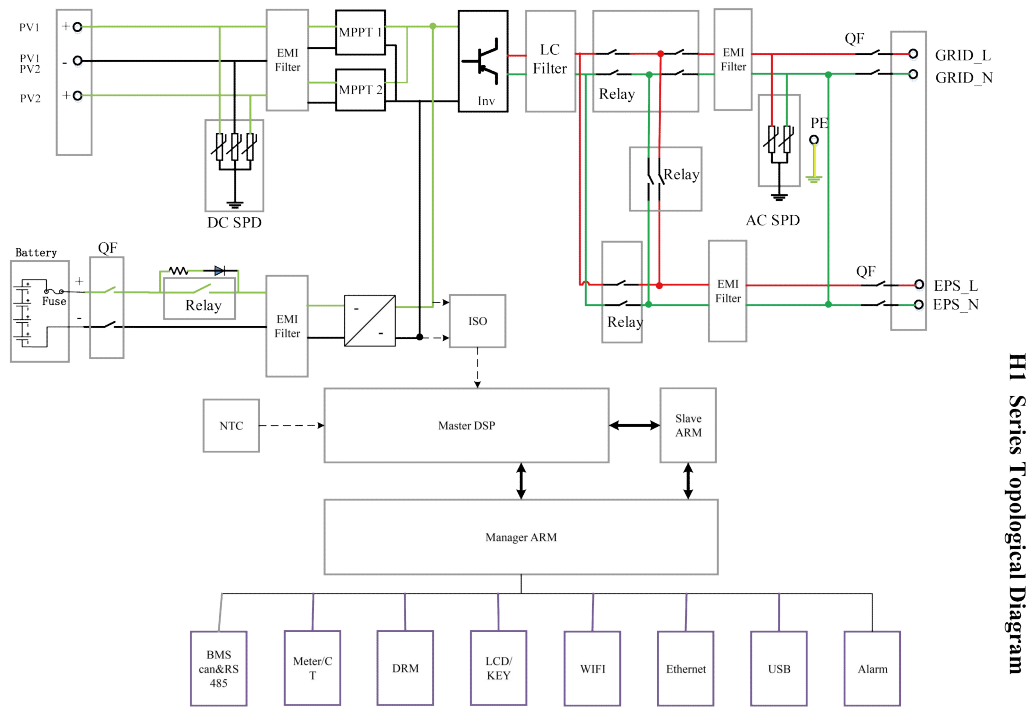 PV1
+
PV1
PV2
-
PV2
+
EMI
Filter
MPPT 1
MPPT 2
Inv
LC
Filter
Relay
EMI
Filter
QF
GRID_L
GRID_N
DC SPD
Relay
PE
AC SPD
Battery
+
Fuse
-
QF
Relay
EMI
Filter
-
-
ISO
Relay
EMI
Filter
QF
EPS_L
EPS_N
NTC
Master DSP
Slave
ARM
Manager ARM
BMS
can&RS
485
Meter/C
T
DRM
LCD/
KEY
WIFI
Ethernet
USB
Alarm
H1 Series Topological Diagram